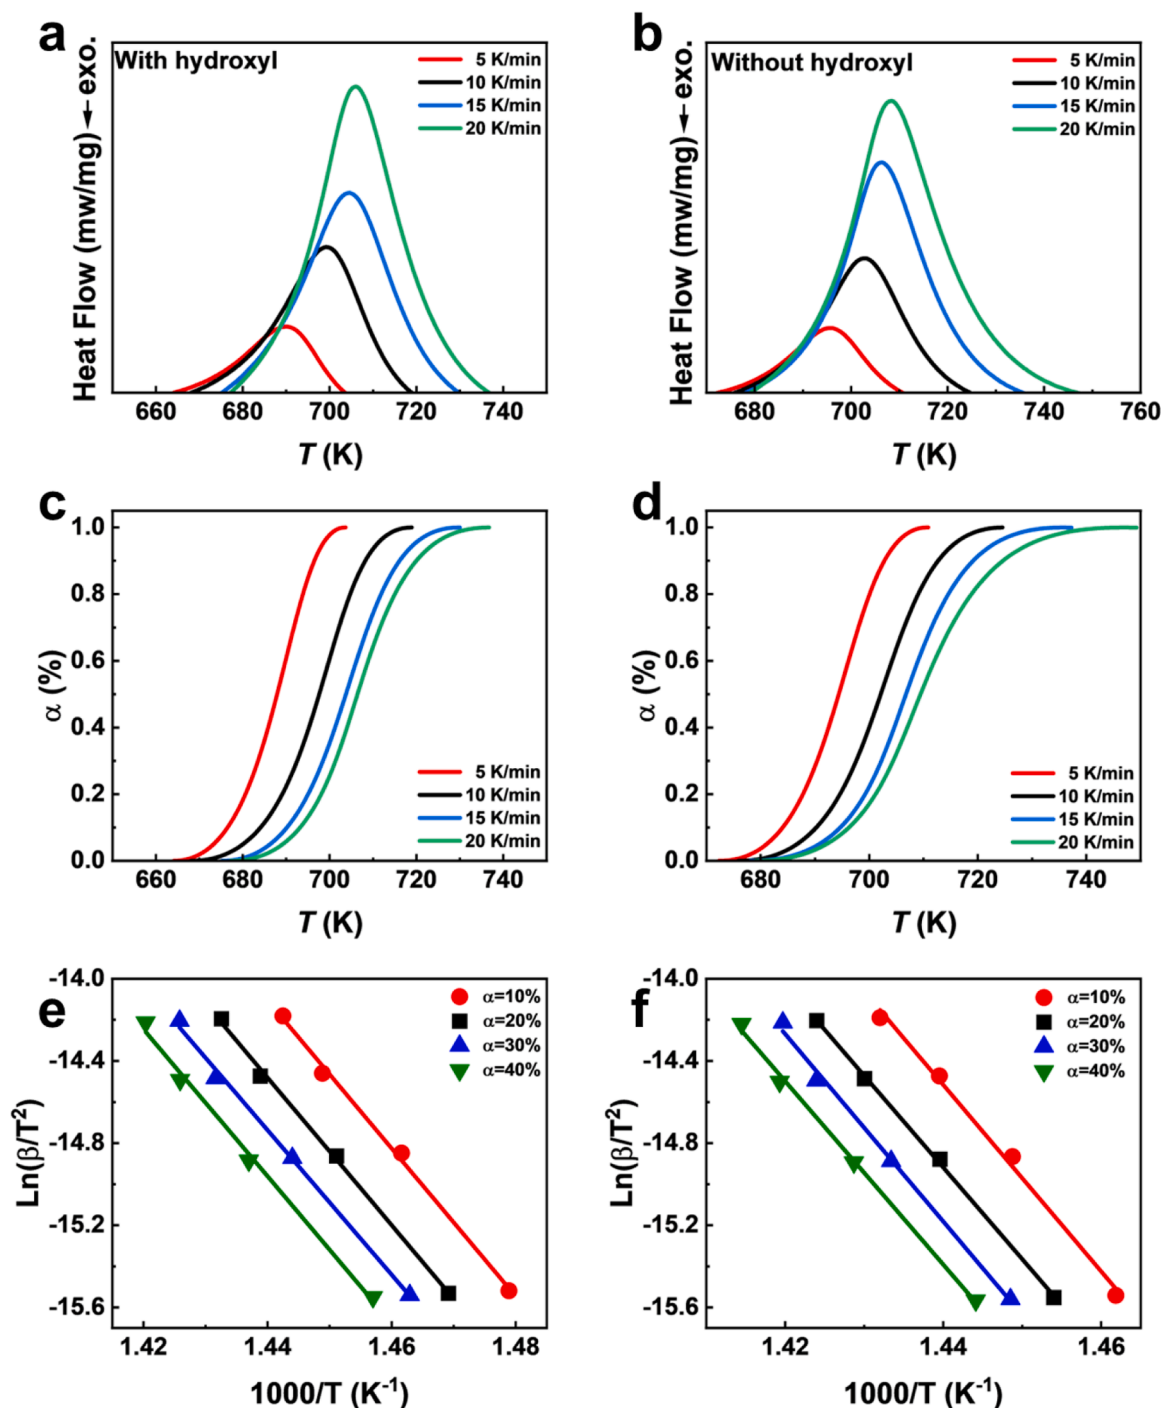 a
With hydroxyl
5 K/min
10 K/min
15 K/min
20 K/min
Heat Flow (mw/mg) ← exo.
660 680 700 720 740
T (K)
b
Without hydroxyl
5 K/min
10 K/min
15 K/min
20 K/min
Heat Flow (mw/mg) ← exo.
680 700 720 740 760
T (K)
c
1.0
0.8
0.6
0.4
0.2
0.0
α (%)
5 K/min
10 K/min
15 K/min
20 K/min
660 680 700 720 740
T (K)
d
1.0
0.8
0.6
0.4
0.2
0.0
α (%)
5 K/min
10 K/min
15 K/min
20 K/min
680 700 720 740
T (K)
e
-14.0
-14.4
-14.8
-15.2
-15.6
Ln(β/T²)
α=10%
α=20%
α=30%
α=40%
1.42 1.44 1.46 1.48
1000/T (K⁻¹)
f
-14.0
-14.4
-14.8
-15.2
-15.6
Ln(β/T²)
α=10%
α=20%
α=30%
α=40%
1.42 1.44 1.46
1000/T (K⁻¹)